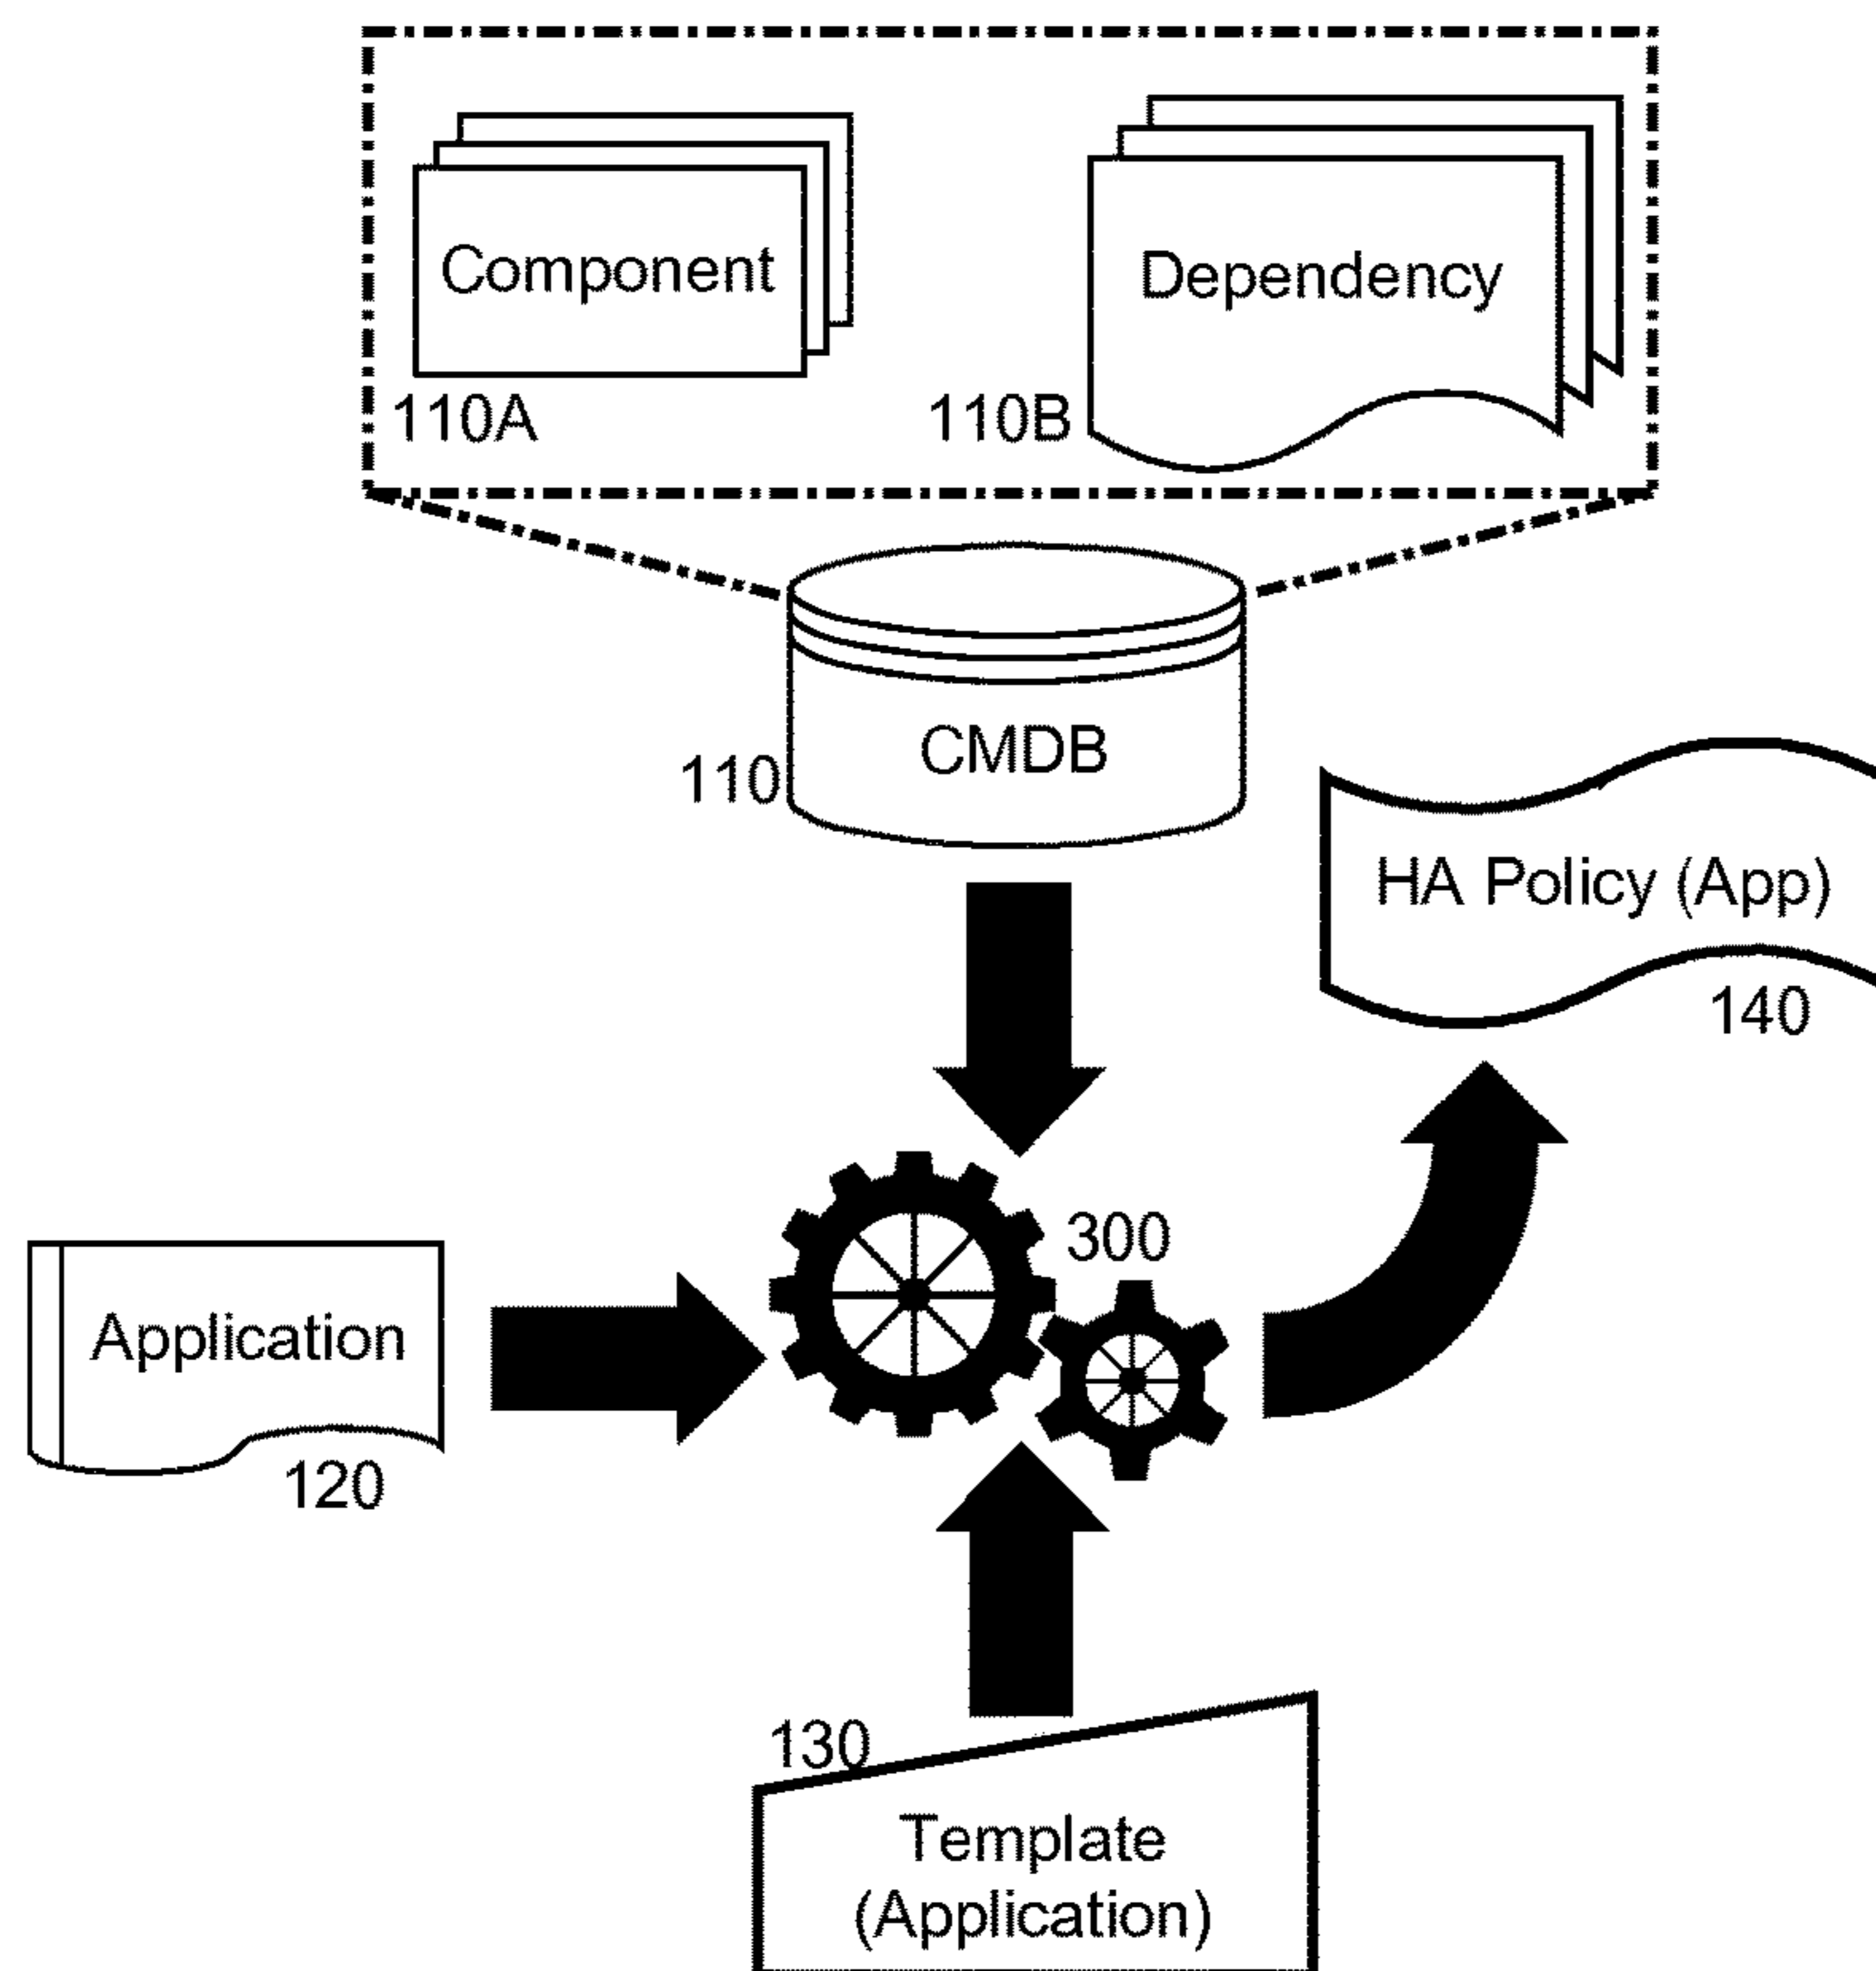 Component
Dependency
110A
110B
CMDB
110
HA Policy (App)
140
300
Application
120
130
Template
(Application)